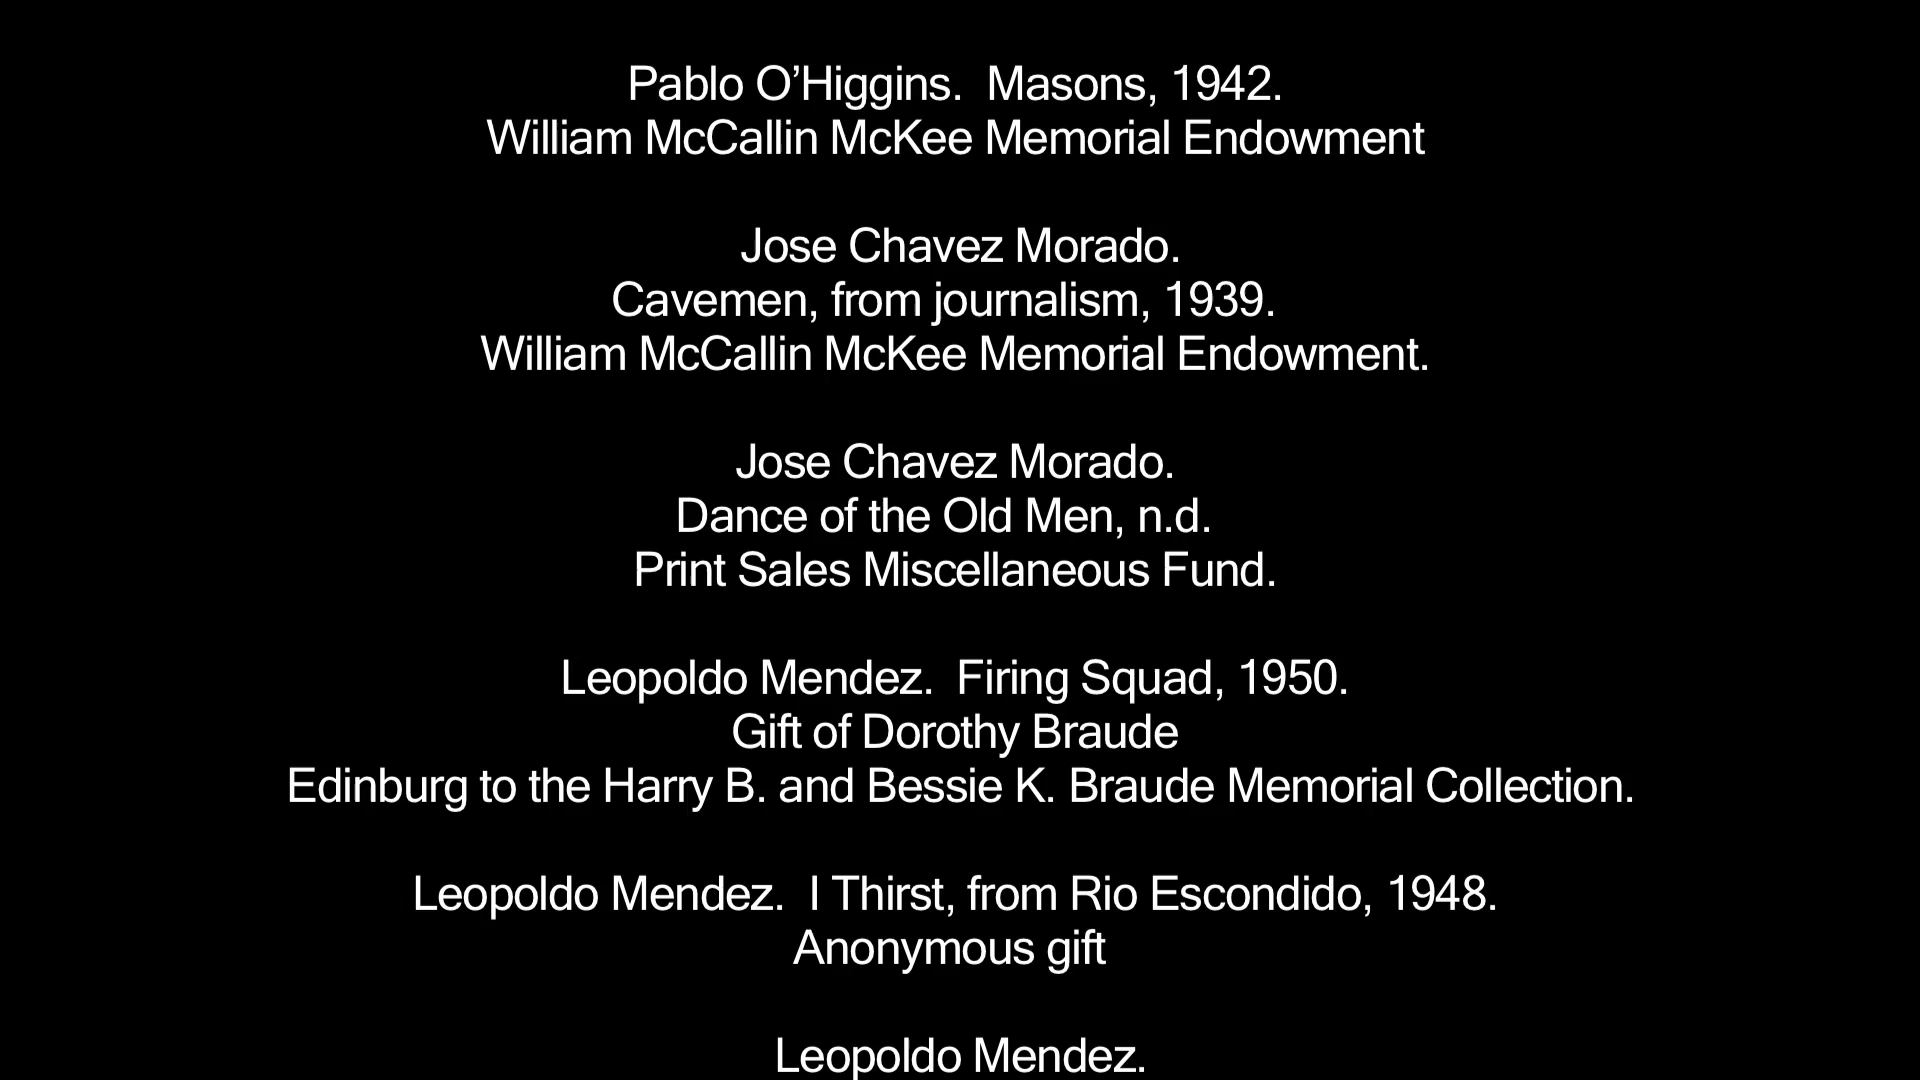 Pablo O’Higgins.  Masons, 1942.
William McCallin McKee Memorial Endowment
Jose Chavez Morado.
Cavemen, from journalism, 1939.
William McCallin McKee Memorial Endowment.
Jose Chavez Morado.
Dance of the Old Men, n.d.
Print Sales Miscellaneous Fund.
Leopoldo Mendez.  Firing Squad, 1950.
Gift of Dorothy Braude
Edinburg to the Harry B. and Bessie K. Braude Memorial Collection.
Leopoldo Mendez.  I Thirst, from Rio Escondido, 1948.
Anonymous gift
Leopoldo Mendez.